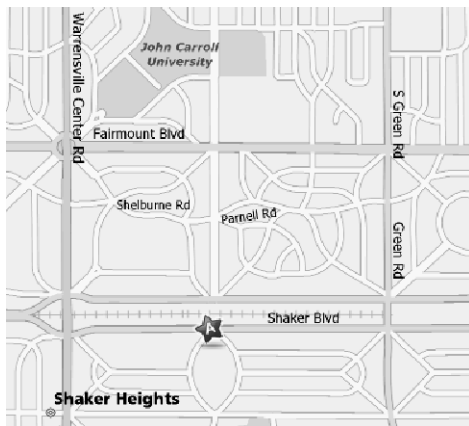 Warrensville Center Rd
John Carroll
University
Fairmount Blvd
S Green Rd
Shelburne Rd
Parnell Rd
Green Rd
Shaker Blvd
A
Shaker Heights